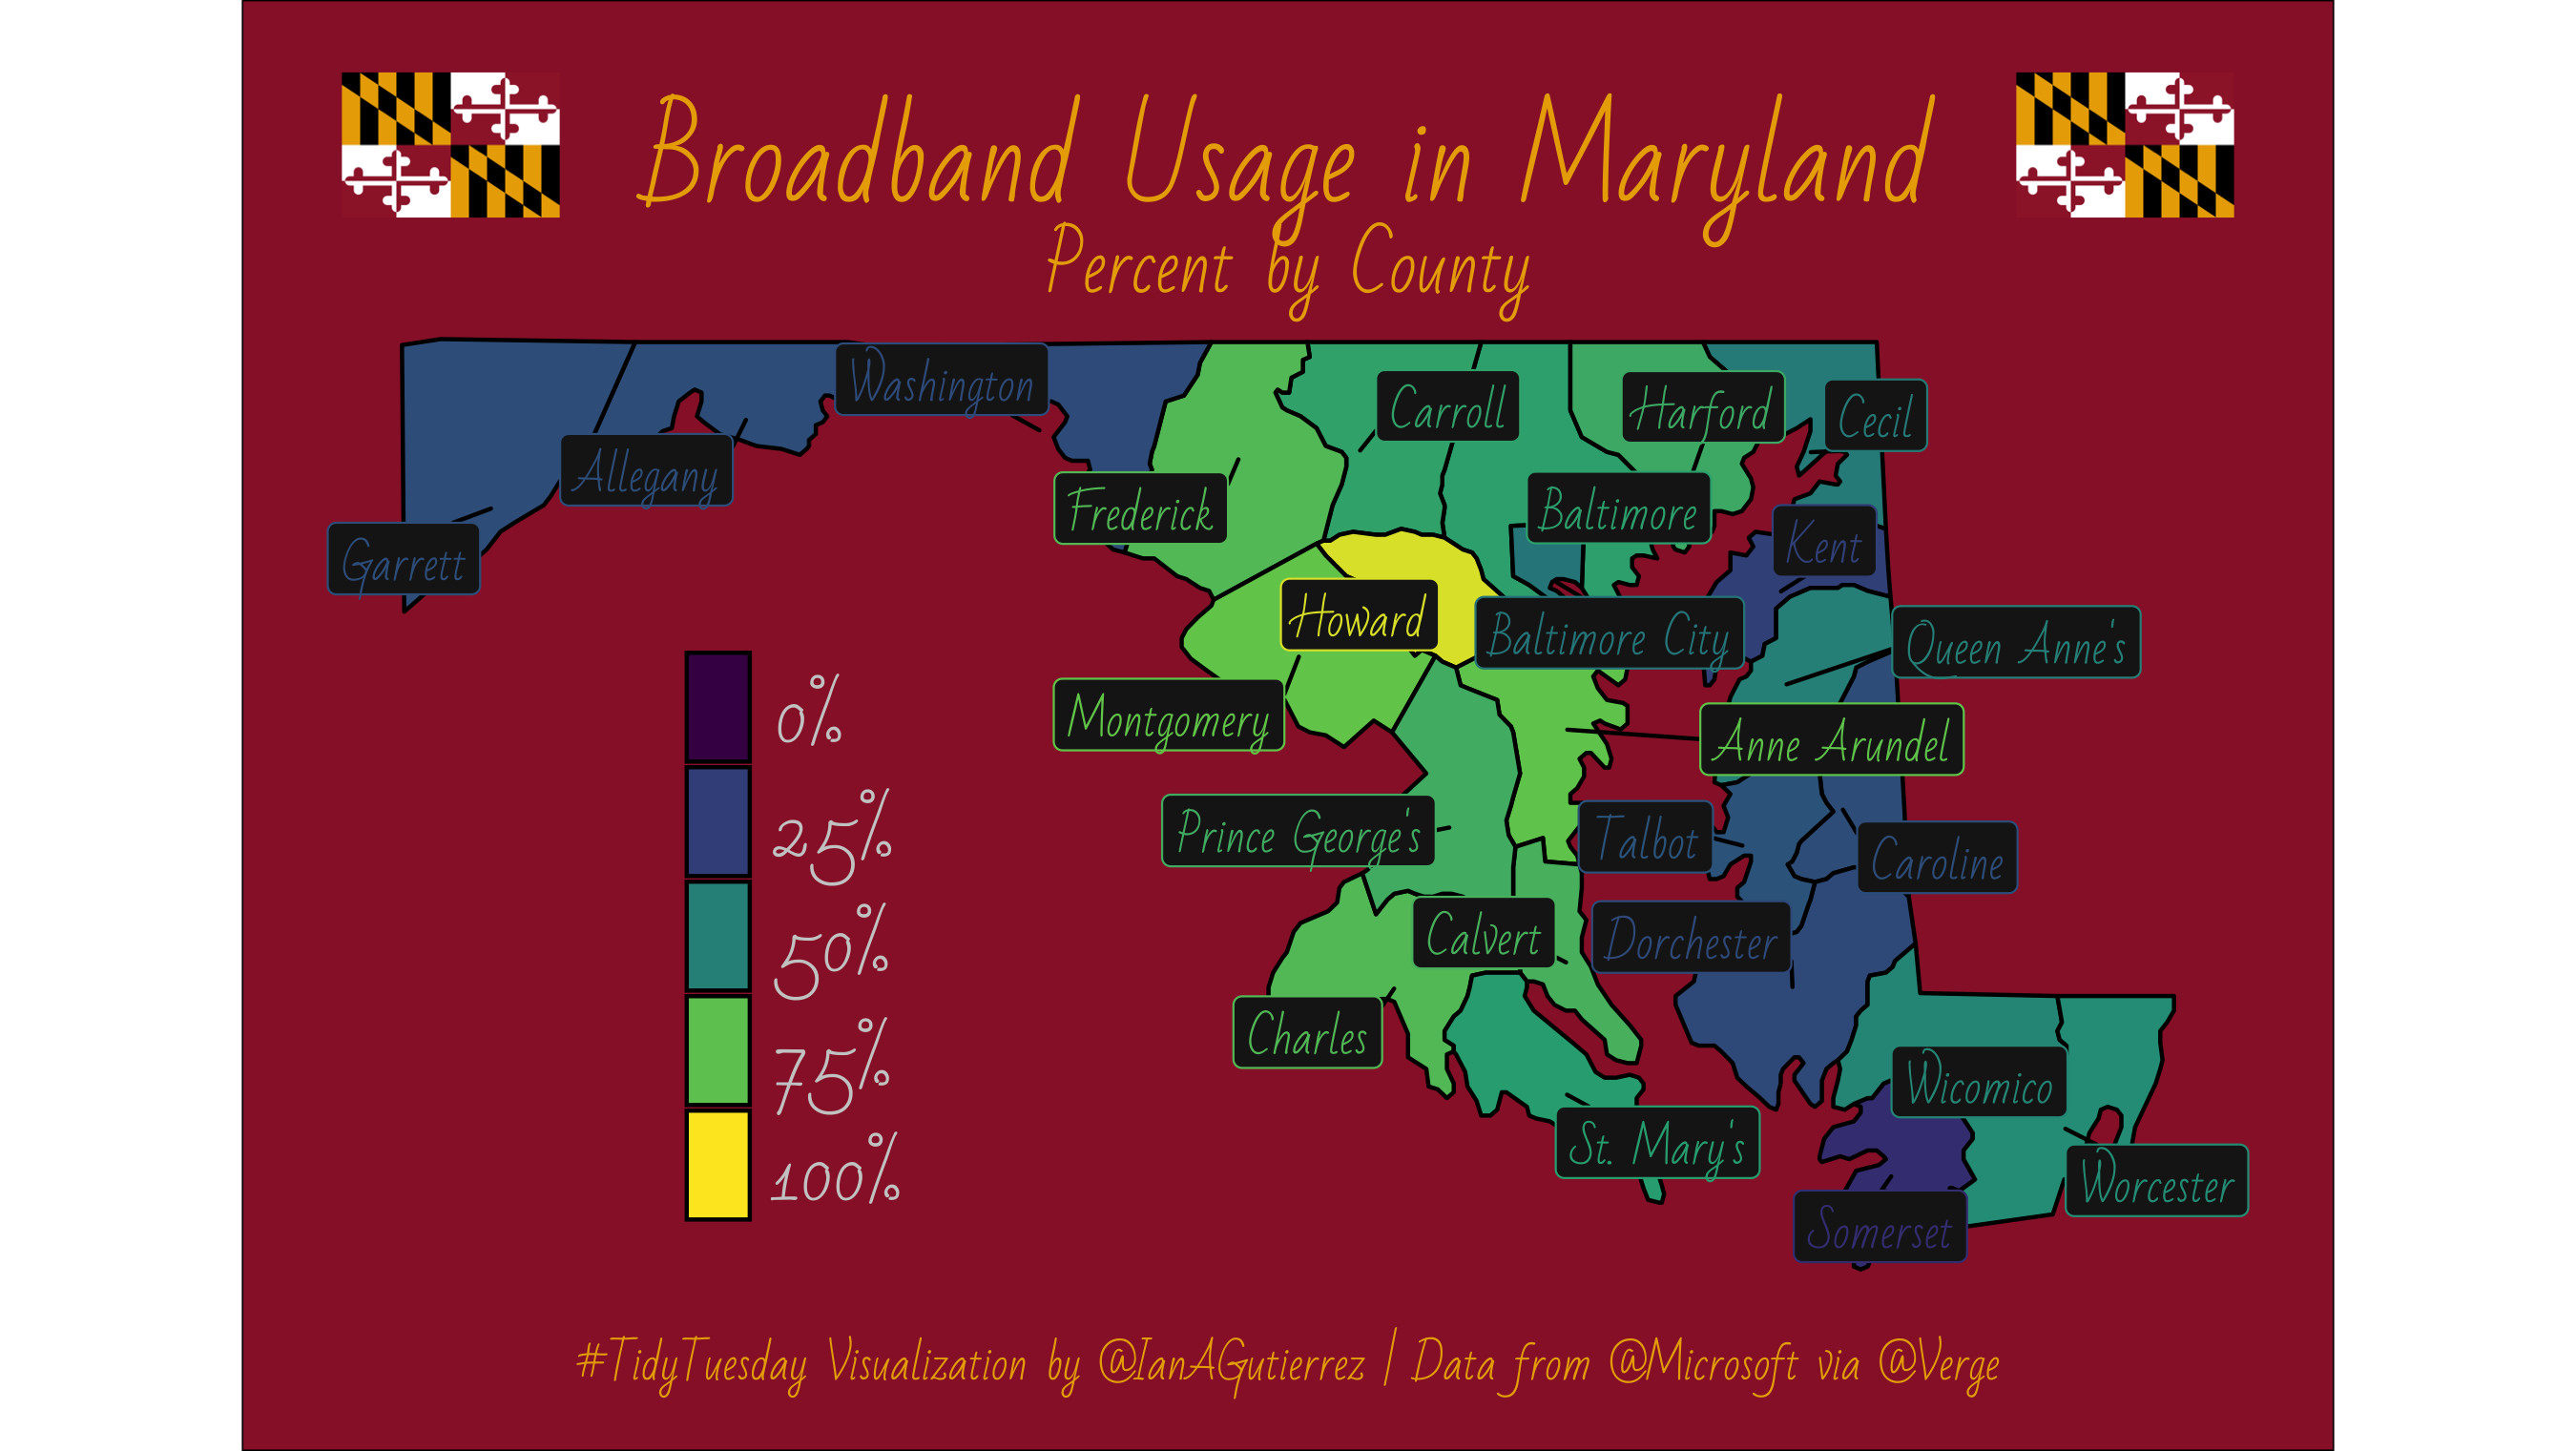 Broadband Usage in Maryland
Percent by County
Washington
Carroll
Harford
Cecil
Allegany
Frederick
Baltimore
Kent
Garrett
Howard
Baltimore City
Queen Anne's
Montgomery
Anne Arundel
Prince George's
Talbot
Caroline
Calvert
Dorchester
Charles
Wicomico
St. Mary's
Worcester
Somerset
0%
25%
50%
75%
100%
#TidyTuesday Visualization by @IanAGutierrez | Data from @Microsoft via @Verge